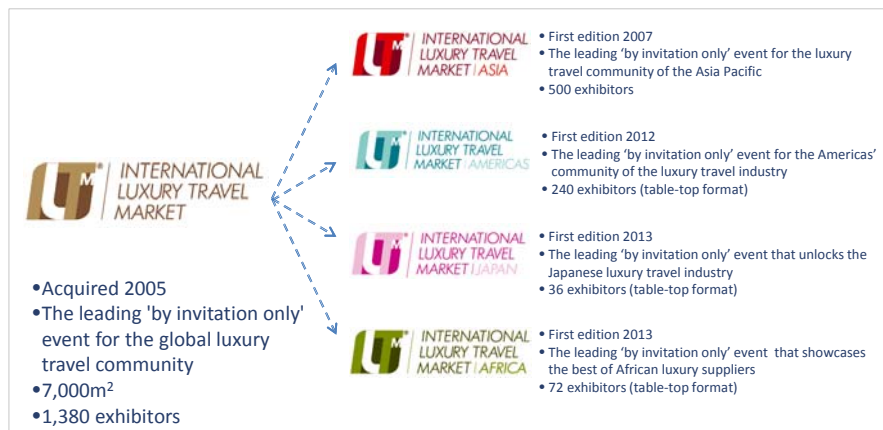 INTERNATIONAL
LUXURY TRAVEL
MARKET
•Acquired 2005
•The leading 'by invitation only'
event for the global luxury
travel community
•7,000m²
•1,380 exhibitors
INTERNATIONAL
LUXURY TRAVEL
MARKET|ASIA
• First edition 2007
• The leading ‘by invitation only’ event for the luxury
travel community of the Asia Pacific
• 500 exhibitors
INTERNATIONAL
LUXURY TRAVEL
MARKET|AMERICAS
• First edition 2012
• The leading ‘by invitation only’ event for the Americas’
community of the luxury travel industry
• 240 exhibitors (table-top format)
INTERNATIONAL
LUXURY TRAVEL
MARKET|JAPAN
• First edition 2013
• The leading ‘by invitation only’ event that unlocks the
Japanese luxury travel industry
• 36 exhibitors (table-top format)
INTERNATIONAL
LUXURY TRAVEL
MARKET|AFRICA
• First edition 2013
• The leading ‘by invitation only’ event  that showcases
the best of African luxury suppliers
• 72 exhibitors (table-top format)